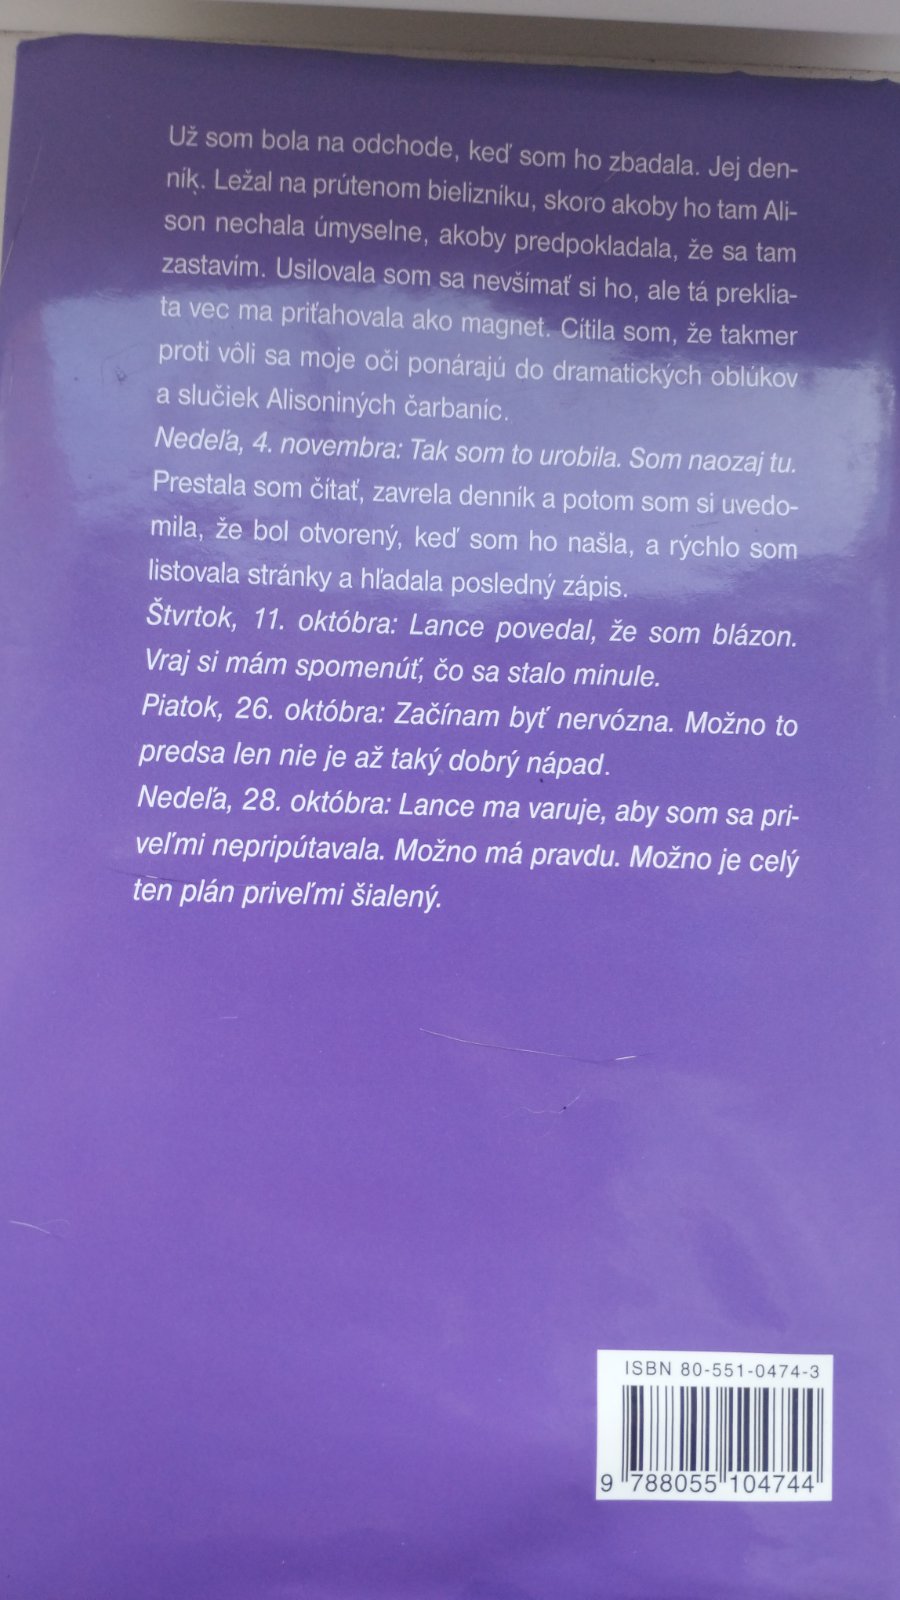 Už som bola na odchode, keď som ho zbadala. Jej den-
ník. Ležal na prútenom bielizníku, skoro akoby ho tam Ali-
son nechala úmyselne, akoby predpokladala, že sa tam
zastavím. Usilovala som sa nevšímať si ho, ale tá preklia-
ta vec ma priťahovala ako magnet. Cítila som, že takmer
proti vôli sa moje oči ponárajú do dramatických oblúkov
a slučiek Alisoniných čarbaníc.
Nedeľa, 4. novembra: Tak som to urobila. Som naozaj tu.
Prestala som čítať, zavrela denník a potom som si uvedo-
mila, že bol otvorený, keď som ho našla, a rýchlo som
listovala stránky a hľadala posledný zápis.
Štvrtok, 11. októbra: Lance povedal, že som blázon.
Vraj si mám spomenúť, čo sa stalo minule.
Piatok, 26. októbra: Začínam byť nervózna. Možno to
predsa len nie je až taký dobrý nápad.
Nedeľa, 28. októbra: Lance ma varuje, aby som sa pri-
veľmi nepripútavala. Možno má pravdu. Možno je celý
ten plán priveľmi šialený.
ISBN 80-551-0474-3
9 788055 104744